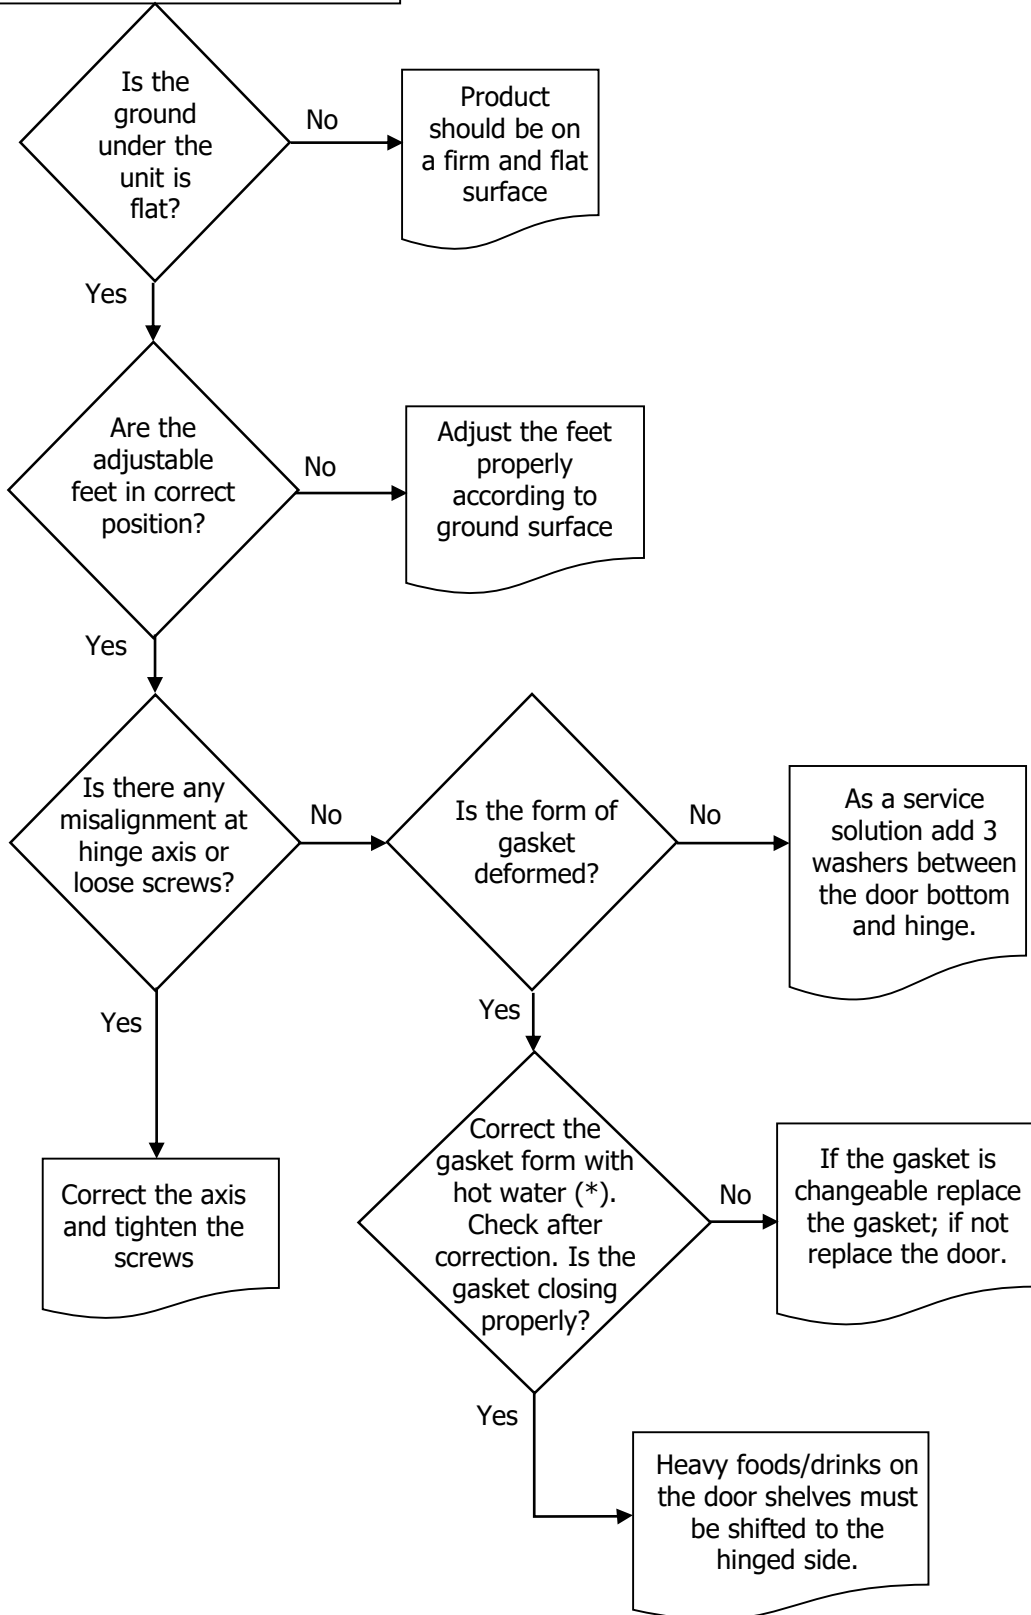 Is the
ground
under the
unit is
flat?
No
Product
should be on
a firm and flat
surface
Yes
Are the
adjustable
feet in correct
position?
No
Adjust the feet
properly
according to
ground surface
Yes
Is there any
misalignment at
hinge axis or
loose screws?
No
Is the form of
gasket
deformed?
No
As a service
solution add 3
washers between
the door bottom
and hinge.
Yes
Yes
Correct the axis
and tighten the
screws
Correct the
gasket form with
hot water (*).
Check after
correction. Is the
gasket closing
properly?
No
If the gasket is
changeable replace
the gasket; if not
replace the door.
Yes
Heavy foods/drinks on
the door shelves must
be shifted to the
hinged side.